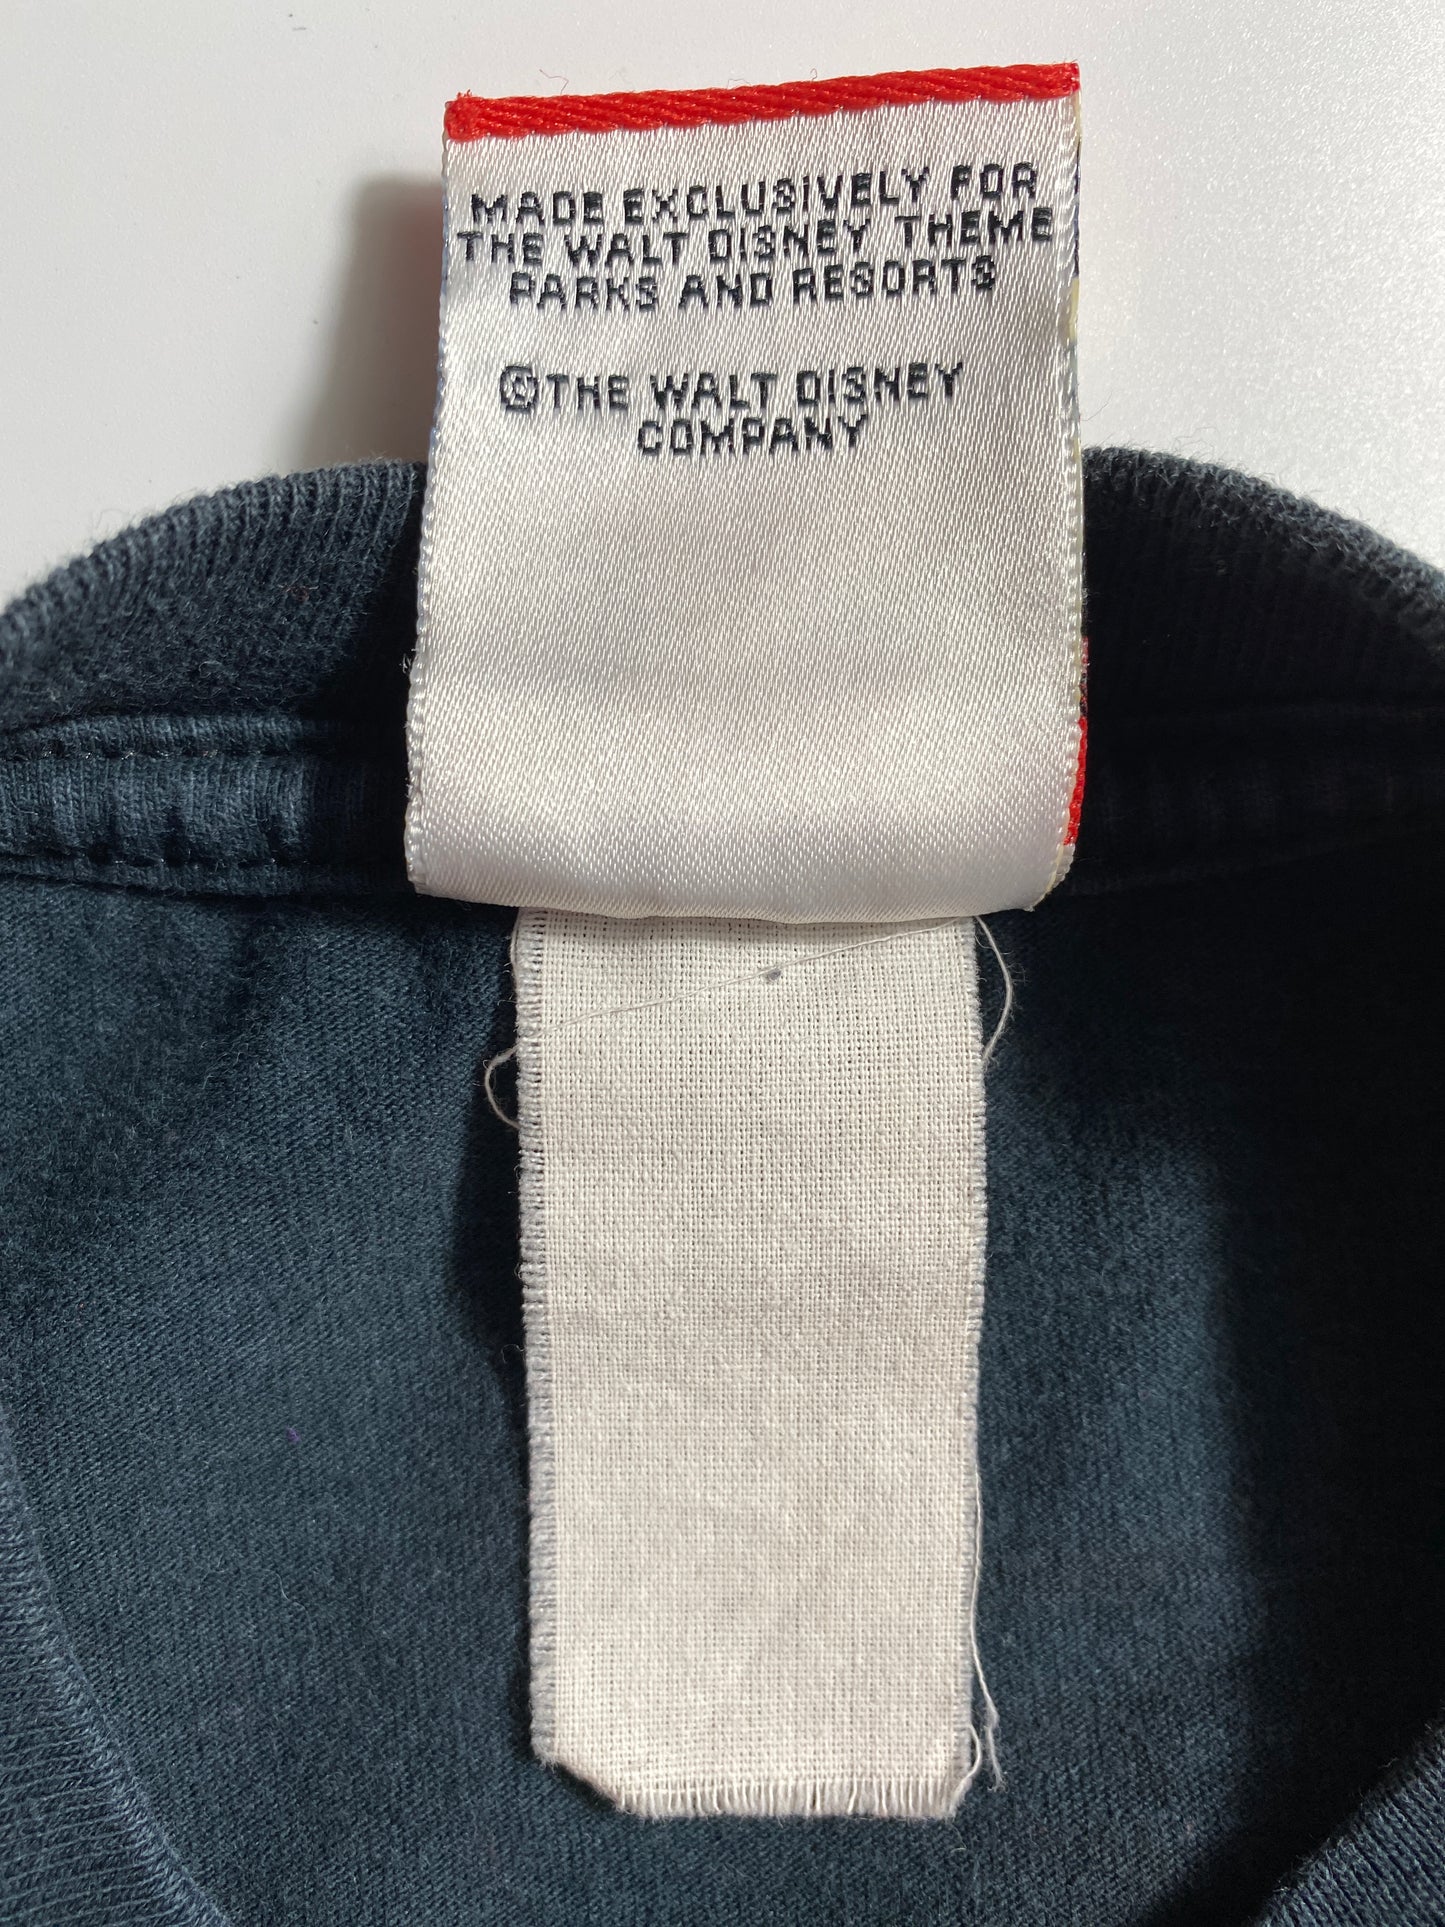 MADE EXCLUSIVELY FOR
THE WALT DISNEY THEME
PARKS AND RESORTS
©THE WALT DISNEY
COMPANY